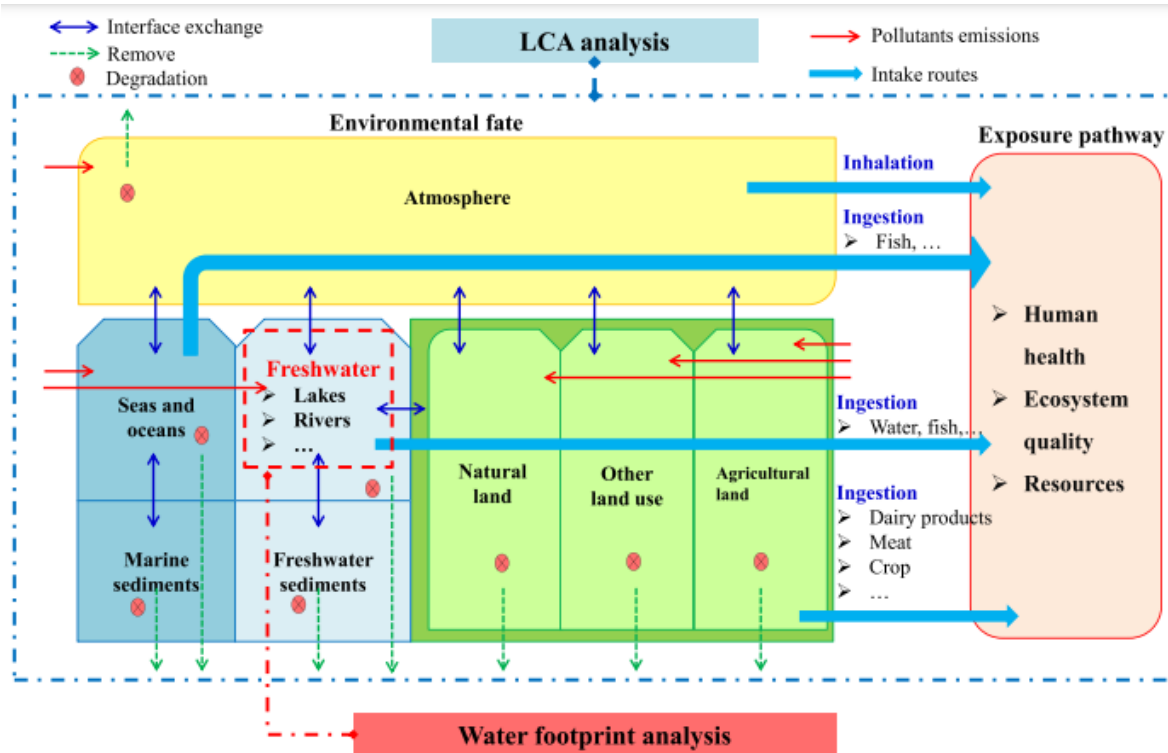 Interface exchange
Remove
Degradation
LCA analysis
Pollutants emissions
Intake routes
Environmental fate
Exposure pathway
Atmosphere
Inhalation
Ingestion
➢ Fish, …
Freshwater
➢ Lakes
➢ Rivers
➢ …
Seas and
oceans
Natural
land
Other
land use
Agricultural
land
Marine
sediments
Freshwater
sediments
Ingestion
➢ Water, fish,…
Ingestion
➢ Dairy products
➢ Meat
➢ Crop
➢ …
➢ Human
health
➢ Ecosystem
quality
➢ Resources
Water footprint analysis